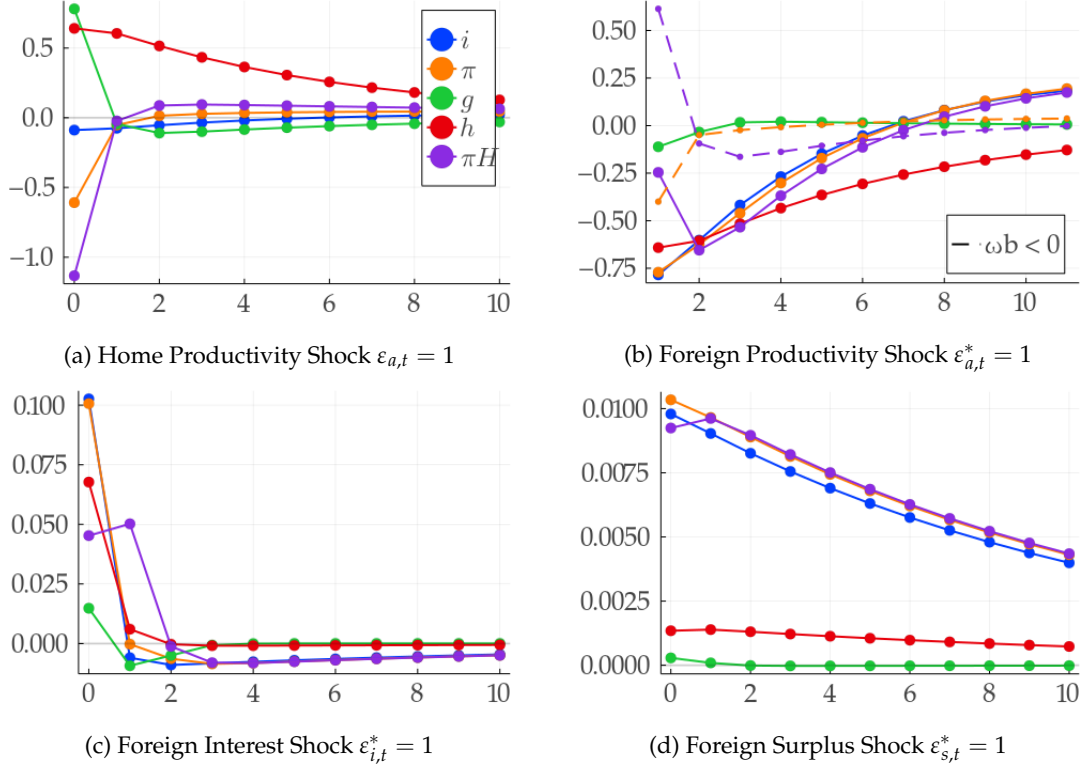 0.5
0.0
−0.5
−1.0
0 2 4 6 8 10
i
π
g
h
πH
(a) Home Productivity Shock εa,t = 1
0.50
0.25
0.00
−0.25
−0.50
−0.75
2 4 6 8 10
ωb < 0
(b) Foreign Productivity Shock ε*a,t = 1
0.100
0.075
0.050
0.025
0.000
0 2 4 6 8 10
(c) Foreign Interest Shock ε*i,t = 1
0.0100
0.0075
0.0050
0.0025
0.0000
0 2 4 6 8 10
(d) Foreign Surplus Shock ε*s,t = 1